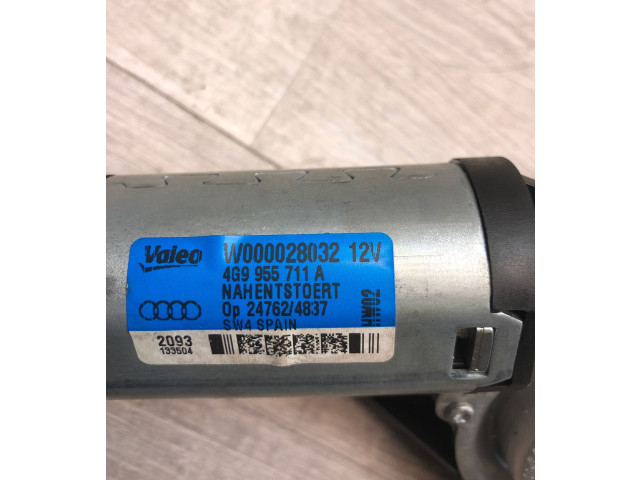 Valeo W000028032 12V
4G9 955 711 A
NAHENTSTOERT
Op 24762/4837
SW4 SPAIN
HW02
2093
133504